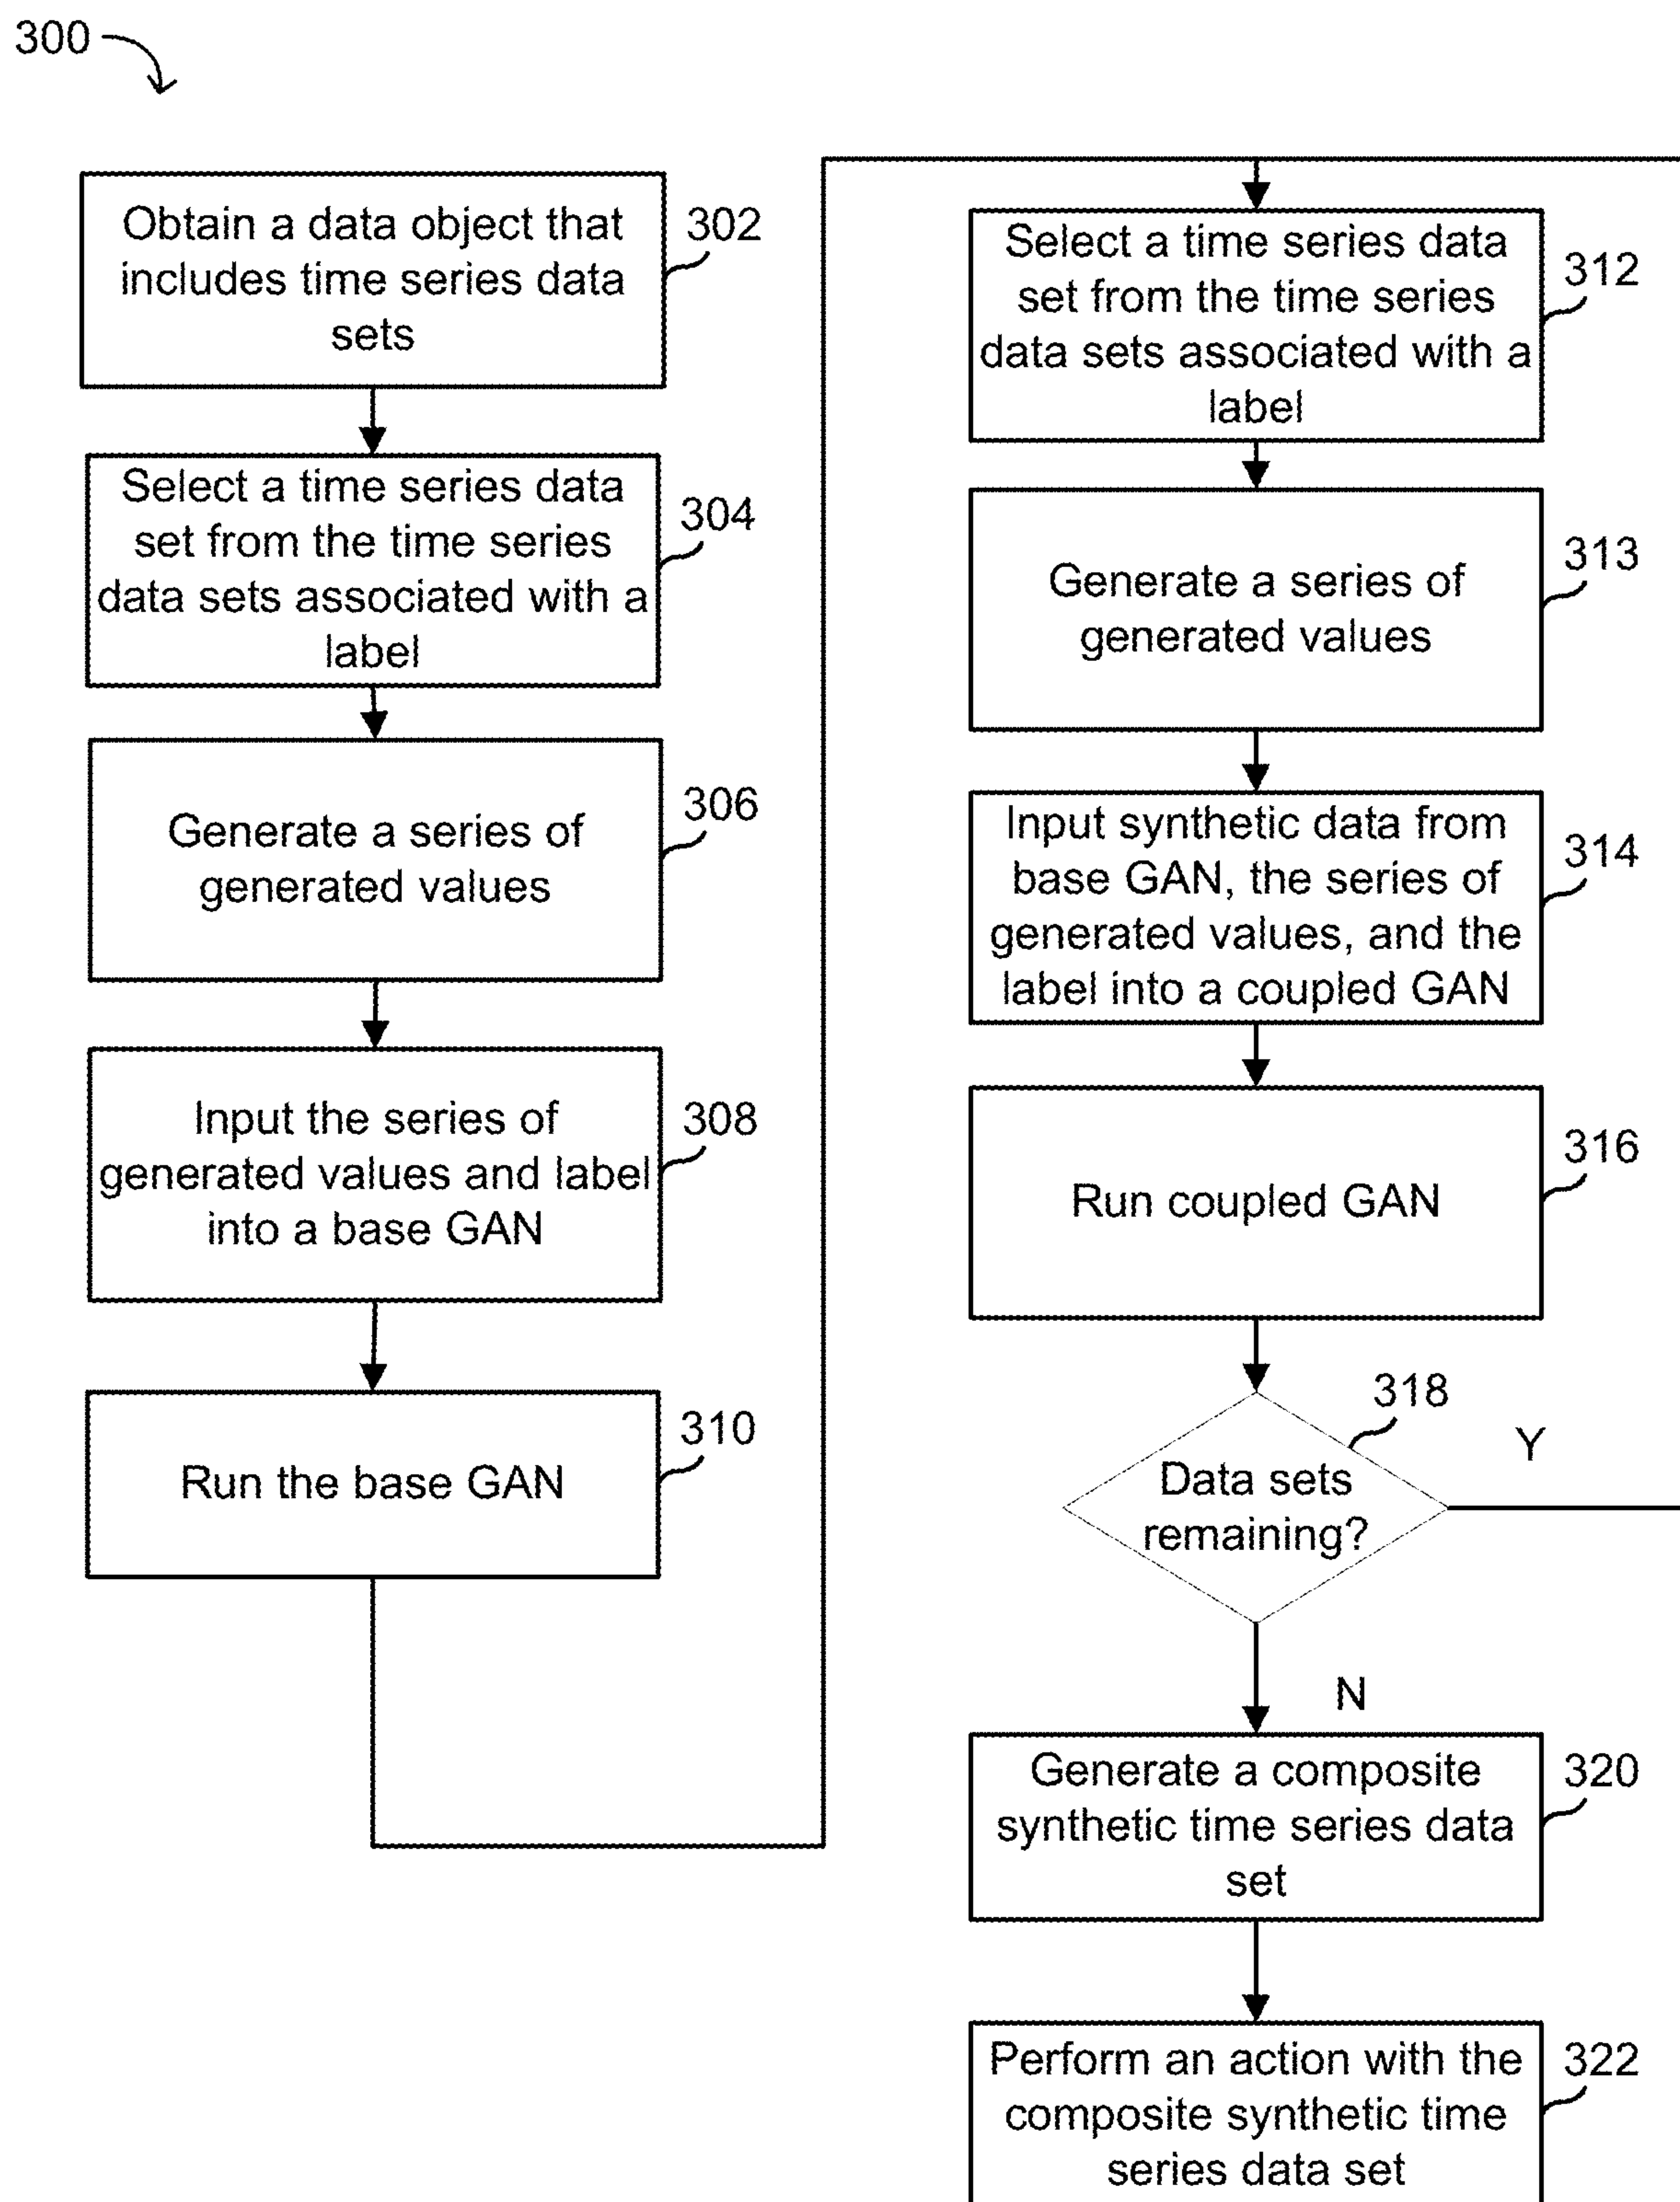 300
Obtain a data object that
includes time series data
sets
302
Select a time series data
set from the time series
data sets associated with a
label
304
Generate a series of
generated values
306
Input the series of
generated values and label
into a base GAN
308
Run the base GAN
310
Select a time series data
set from the time series
data sets associated with a
label
312
Generate a series of
generated values
313
Input synthetic data from
base GAN, the series of
generated values, and the
label into a coupled GAN
314
Run coupled GAN
316
318
Data sets
remaining?
Y
N
Generate a composite
synthetic time series data
set
320
Perform an action with the
composite synthetic time
series data set
322